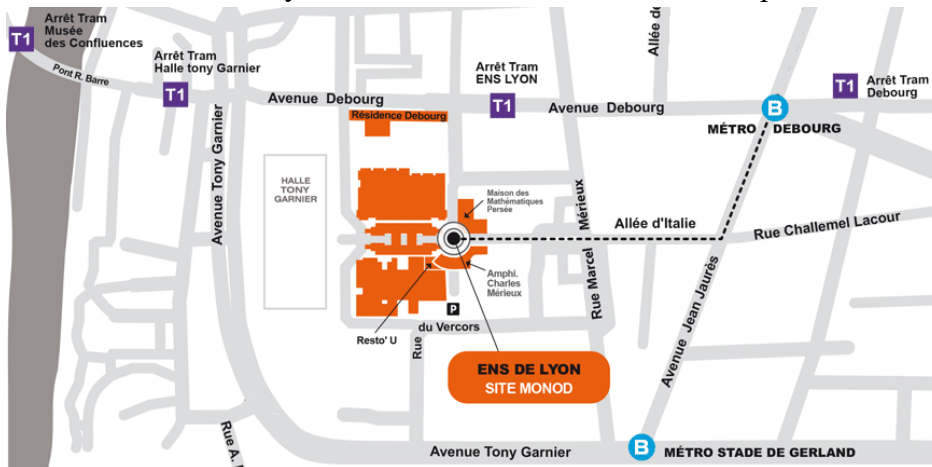 Arrêt Tram
Musée
des Confluences
T1
Pont R. Barre
Arrêt Tram
Halle tony Garnier
T1
Avenue Debourg
Résidence Debourg
Arrêt Tram
ENS LYON
T1
Avenue Debourg
Allée de
B
MÉTRO DEBOURG
T1
Arrêt Tram
Debourg
Avenue Tony Garnier
HALLE
TONY
GARNIER
Maison des
Mathématiques
Persée
Mérieux
Rue Marcel
Allée d'Italie
Rue Challemel Lacour
Avenue Jean Jaurès
Amphi.
Charles
Mérieux
P
Resto' U
Rue
du Vercors
ENS DE LYON
SITE MONOD
Rue A.
Avenue Tony Garnier
B
MÉTRO STADE DE GERLAND